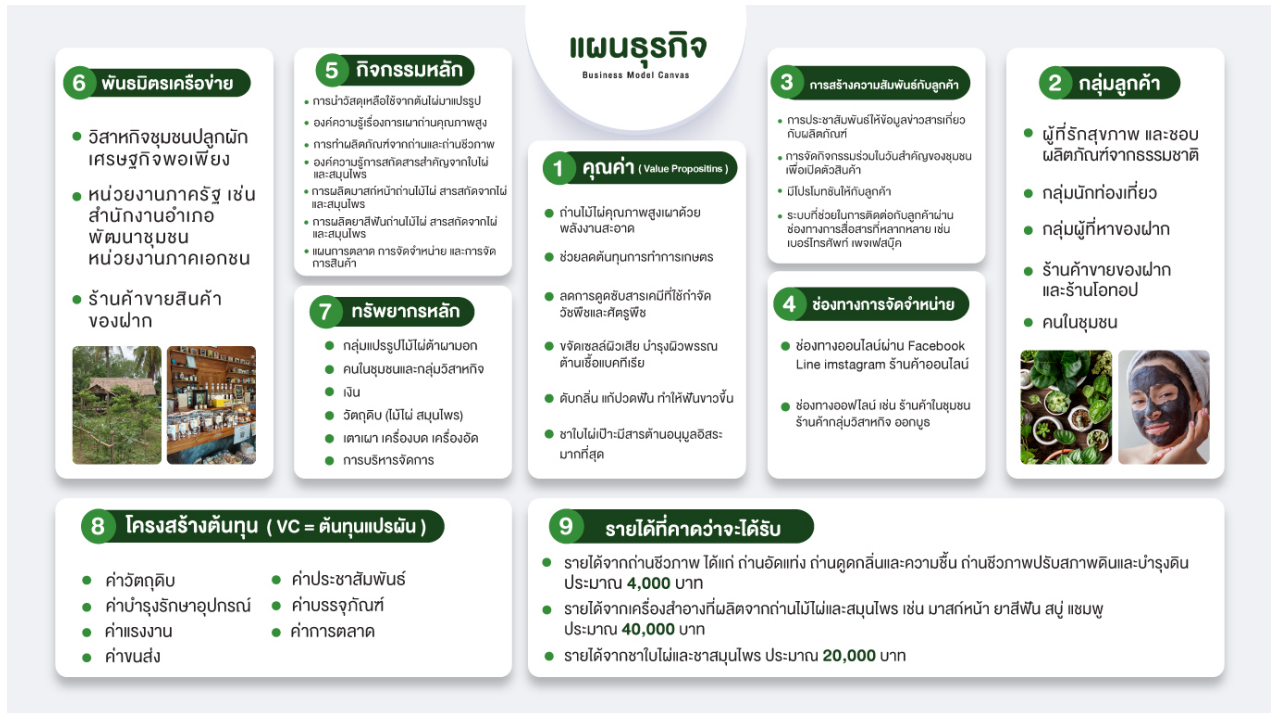 แผนธุรกิจ
Business Model Canvas
6 พันธมิตรเครือข่าย
วิสาหกิจชุมชนปลูกผัก
เศรษฐกิจพอเพียง
หน่วยงานภาครัฐ เช่น
สำนักงานอำเภอ
พัฒนาชุมชน
หน่วยงานภาคเอกชน
ร้านค้าขายสินค้า
ของฝาก
5 กิจกรรมหลัก
การนำวัสดุเหลือใช้จากต้นไผ่มาแปรรูป
องค์ความรู้เรื่องการเผาถ่านคุณภาพสูง
การทำผลิตภัณฑ์จากถ่านและถ่านชีวภาพ
องค์ความรู้การสกัดสารสำคัญจากใบไผ่
และสมุนไพร
การผลิตมาสก์หน้าถ่านไม้ไผ่ สารสกัดจากไผ่
และสมุนไพร
การผลิตยาสีฟันถ่านไม้ไผ่ สารสกัดจากไผ่
และสมุนไพร
แผนการตลาด การจัดจำหน่าย และการจัด
การสินค้า
7 ทรัพยากรหลัก
กลุ่มแปรรูปไม้ไผ่ต้าผามอก
คนในชุมชนและกลุ่มวิสาหกิจ
เงิน
วัตถุดิบ (ไม้ไผ่ สมุนไพร)
เตาเผา เครื่องบด เครื่องอัด
การบริหารจัดการ
1 คุณค่า ( Value Propositins )
ถ่านไม้ไผ่คุณภาพสูงเผาด้วย
พลังงานสะอาด
ช่วยลดต้นทุนการทำการเกษตร
ลดการดูดซับสารเคมีที่ใช้กำจัด
วัชพืชและศัตรูพืช
ขจัดเซลล์ผิวเสีย บำรุงผิวพรรณ
ต้านเชื้อแบคทีเรีย
ดับกลิ่น แก้ปวดฟัน ทำให้ฟันขาวขึ้น
ชาใบไผ่เป๊าะมีสารต้านอนุมูลอิสระ
มากที่สุด
3 การสร้างความสัมพันธ์กับลูกค้า
การประชาสัมพันธ์ให้ข้อมูลข่าวสารเกี่ยว
กับผลิตภัณฑ์
การจัดกิจกรรมร่วมในวันสำคัญของชุมชน
เพื่อเปิดตัวสินค้า
มีโปรโมทชันให้กับลูกค้า
ระบบที่ช่วยในการติดต่อกับลูกค้าผ่าน
ช่องทางการสื่อสารที่หลากหลาย เช่น
เบอร์โทรศัพท์ เพจเฟสบุ๊ค
4 ช่องทางการจัดจำหน่าย
ช่องทางออนไลน์ผ่าน Facebook
Line imstagram ร้านค้าออนไลน์
ช่องทางออฟไลน์ เช่น ร้านค้าในชุมชน
ร้านค้ากลุ่มวิสาหกิจ ออกบูธ
2 กลุ่มลูกค้า
ผู้ที่รักสุขภาพ และชอบ
ผลิตภัณฑ์จากธรรมชาติ
กลุ่มนักท่องเที่ยว
กลุ่มผู้ที่หาของฝาก
ร้านค้าขายของฝาก
และร้านโอทอป
คนในชุมชน
8 โครงสร้างต้นทุน ( VC = ต้นทุนแปรผัน )
ค่าวัตถุดิบ
ค่าบำรุงรักษาอุปกรณ์
ค่าแรงงาน
ค่าขนส่ง
ค่าประชาสัมพันธ์
ค่าบรรจุภัณฑ์
ค่าการตลาด
9 รายได้ที่คาดว่าจะได้รับ
รายได้จากถ่านชีวภาพ ได้แก่ ถ่านอัดแท่ง ถ่านดูดกลิ่นและความชื้น ถ่านชีวภาพปรับสภาพดินและบำรุงดิน
ประมาณ 4,000 บาท
รายได้จากเครื่องสำอางที่ผลิตจากถ่านไม้ไผ่และสมุนไพร เช่น มาสก์หน้า ยาสีฟัน สบู่ แชมพู
ประมาณ 40,000 บาท
รายได้จากชาใบไผ่และชาสมุนไพร ประมาณ 20,000 บาท